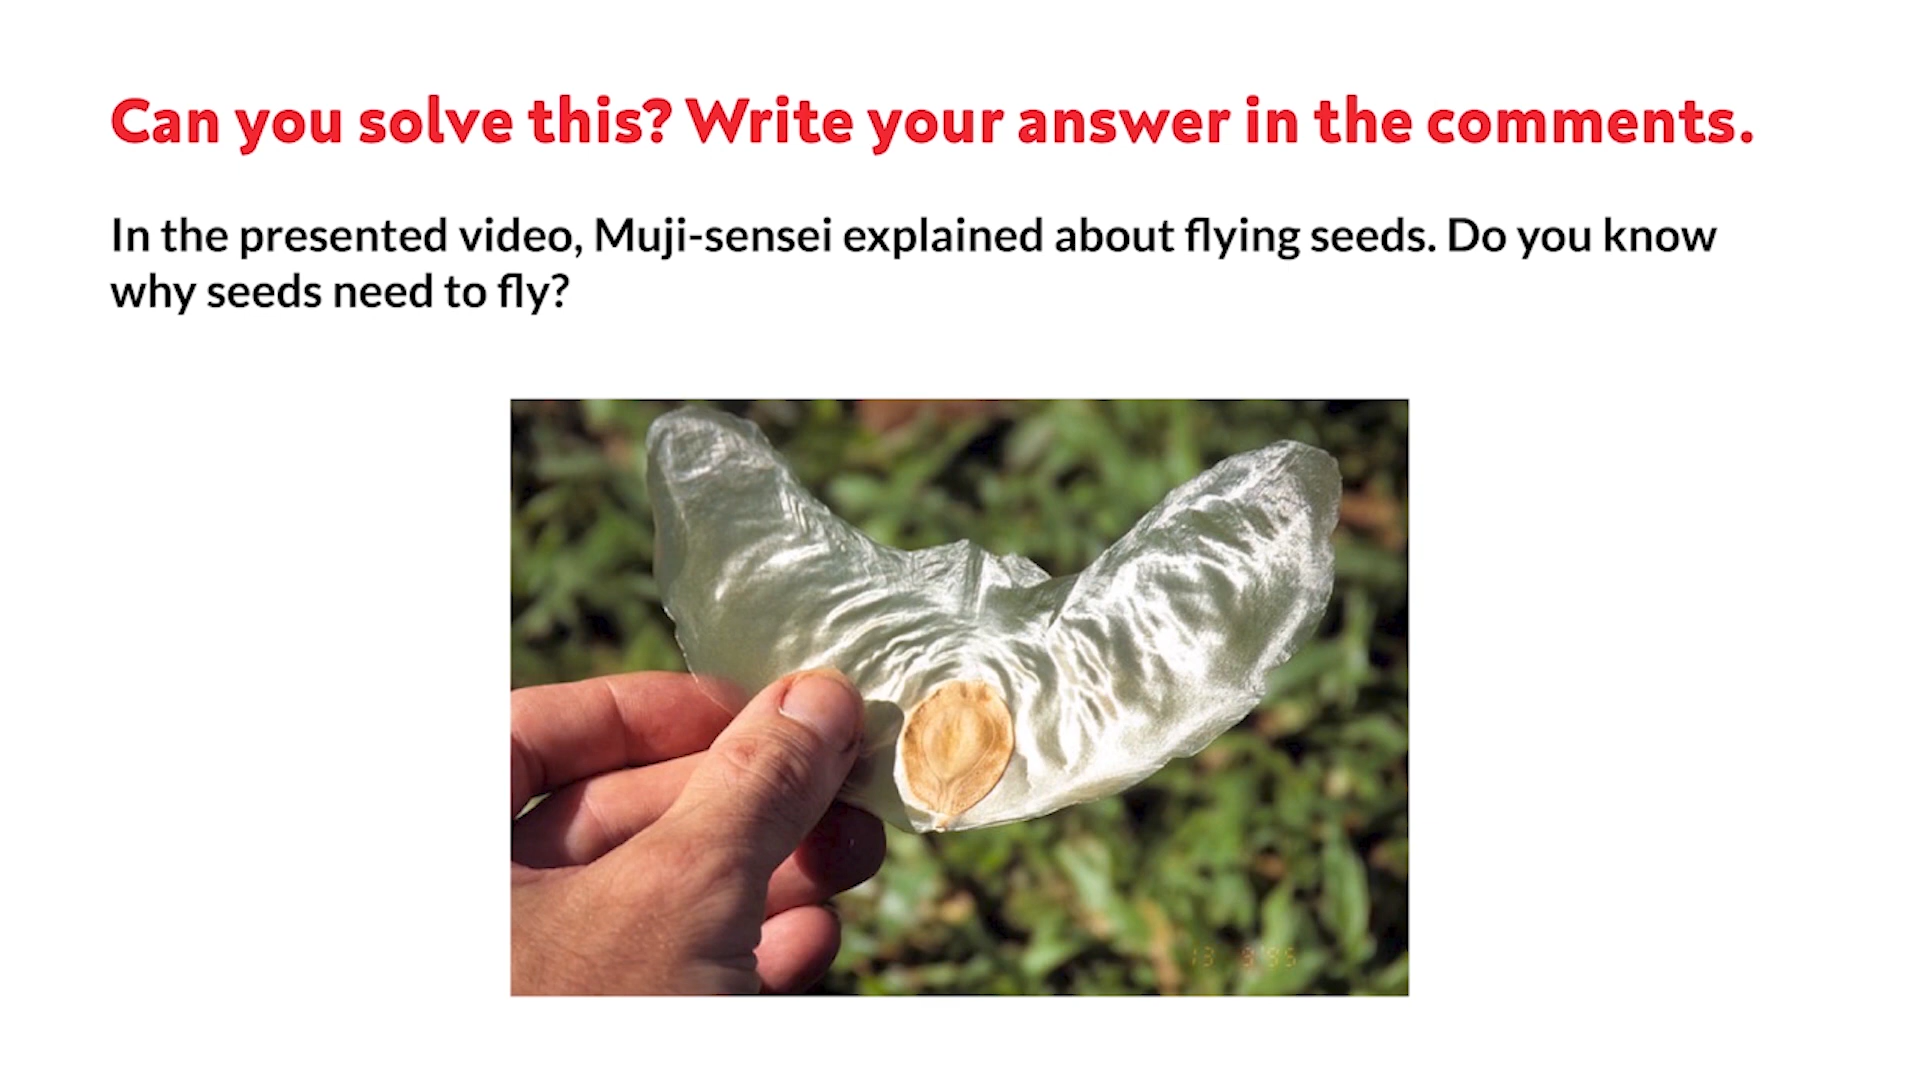 Can you solve this? Write your answer in the comments.
In the presented video, Muji-sensei explained about flying seeds. Do you know
why seeds need to fly?